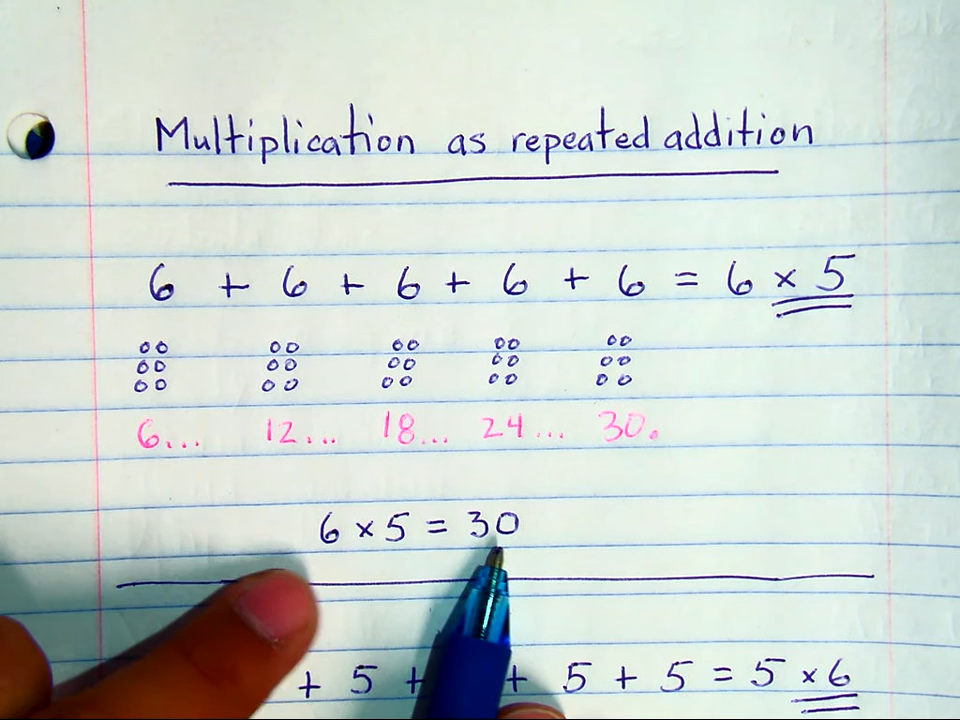 Multiplication as repeated addition
6 + 6 + 6 + 6 + 6 = 6 × 5
6... 12... 18... 24... 30.
6 × 5 = 30
+ 5 + + 5 + 5 = 5 × 6